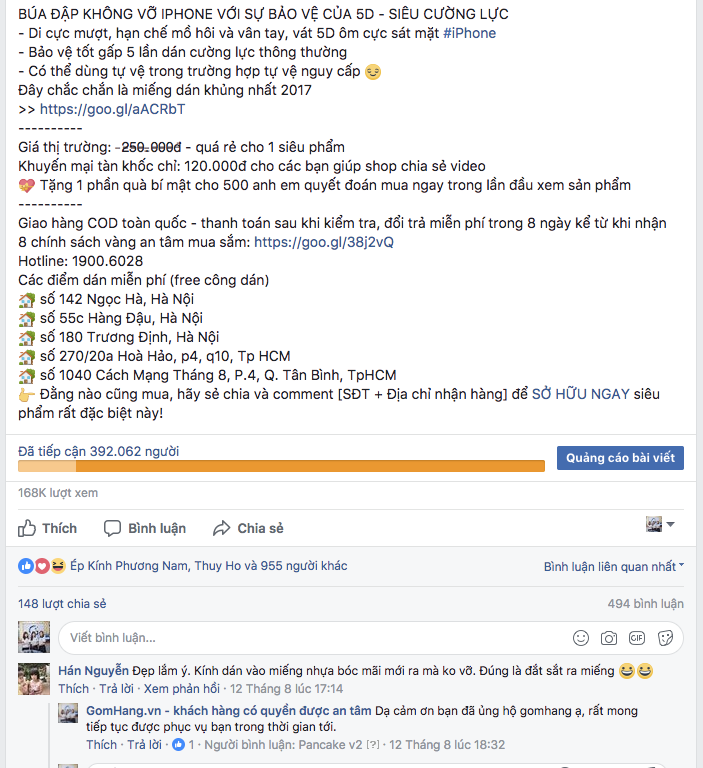 BÚA ĐẬP KHÔNG VỠ IPHONE VỚI SỰ BẢO VỆ CỦA 5D - SIÊU CƯỜNG LỰC
- Di cực mượt, hạn chế mồ hôi và vân tay, vát 5D ôm cực sát mặt #iPhone
- Bảo vệ tốt gấp 5 lần dán cường lực thông thường
- Có thể dùng tự vệ trong trường hợp tự vệ nguy cấp 😏
Đây chắc chắn là miếng dán khủng nhất 2017
>> https://goo.gl/aACRbT
----------
Giá thị trường: -250.000đ - quá rẻ cho 1 siêu phẩm
Khuyến mại tàn khốc chỉ: 120.000đ cho các bạn giúp shop chia sẻ video
💝 Tặng 1 phần quà bí mật cho 500 anh em quyết đoán mua ngay trong lần đầu xem sản phẩm
----------
Giao hàng COD toàn quốc - thanh toán sau khi kiểm tra, đổi trả miễn phí trong 8 ngày kể từ khi nhận
8 chính sách vàng an tâm mua sắm: https://goo.gl/38j2vQ
Hotline: 1900.6028
Các điểm dán miễn phí (free công dán)
🏡 số 142 Ngọc Hà, Hà Nội
🏡 số 55c Hàng Đậu, Hà Nội
🏡 số 180 Trương Định, Hà Nội
🏡 số 270/20a Hoà Hảo, p4, q10, Tp HCM
🏡 số 1040 Cách Mạng Tháng 8, P.4, Q. Tân Bình, TpHCM
👉 Đằng nào cũng mua, hãy sẻ chia và comment [SĐT + Địa chỉ nhận hàng] để SỞ HỮU NGAY siêu
phẩm rất đặc biệt này!
Đã tiếp cận 392.062 người
Quảng cáo bài viết
168K lượt xem
Thích Bình luận Chia sẻ
Ép Kính Phương Nam, Thuy Ho và 955 người khác Bình luận liên quan nhất
148 lượt chia sẻ 494 bình luận
Viết bình luận... GIF
Hán Nguyễn Đẹp lắm ý. Kính dán vào miếng nhựa bóc mãi mới ra mà ko vỡ. Đúng là đắt sắt ra miếng 😆😆
Thích · Trả lời · Xem phản hồi · 12 Tháng 8 lúc 17:14
GomHang.vn - khách hàng có quyền được an tâm Dạ cảm ơn bạn đã ủng hộ gomhang ạ, rất mong
tiếp tục được phục vụ bạn trong thời gian tới.
Thích · Trả lời · 1 · Người bình luận: Pancake v2 [?] · 12 Tháng 8 lúc 18:32